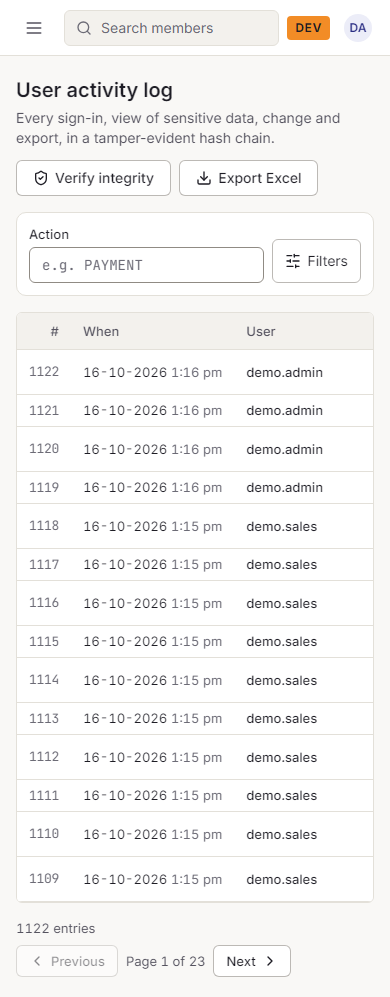 Search members
DEV
DA
User activity log
Every sign-in, view of sensitive data, change and
export, in a tamper-evident hash chain.
Verify integrity
Export Excel
Action
e.g. PAYMENT
Filters
# When User
1122 16-10-2026 1:16 pm demo.admin
1121 16-10-2026 1:16 pm demo.admin
1120 16-10-2026 1:16 pm demo.admin
1119 16-10-2026 1:16 pm demo.admin
1118 16-10-2026 1:15 pm demo.sales
1117 16-10-2026 1:15 pm demo.sales
1116 16-10-2026 1:15 pm demo.sales
1115 16-10-2026 1:15 pm demo.sales
1114 16-10-2026 1:15 pm demo.sales
1113 16-10-2026 1:15 pm demo.sales
1112 16-10-2026 1:15 pm demo.sales
1111 16-10-2026 1:15 pm demo.sales
1110 16-10-2026 1:15 pm demo.sales
1109 16-10-2026 1:15 pm demo.sales
1122 entries
Previous Page 1 of 23 Next